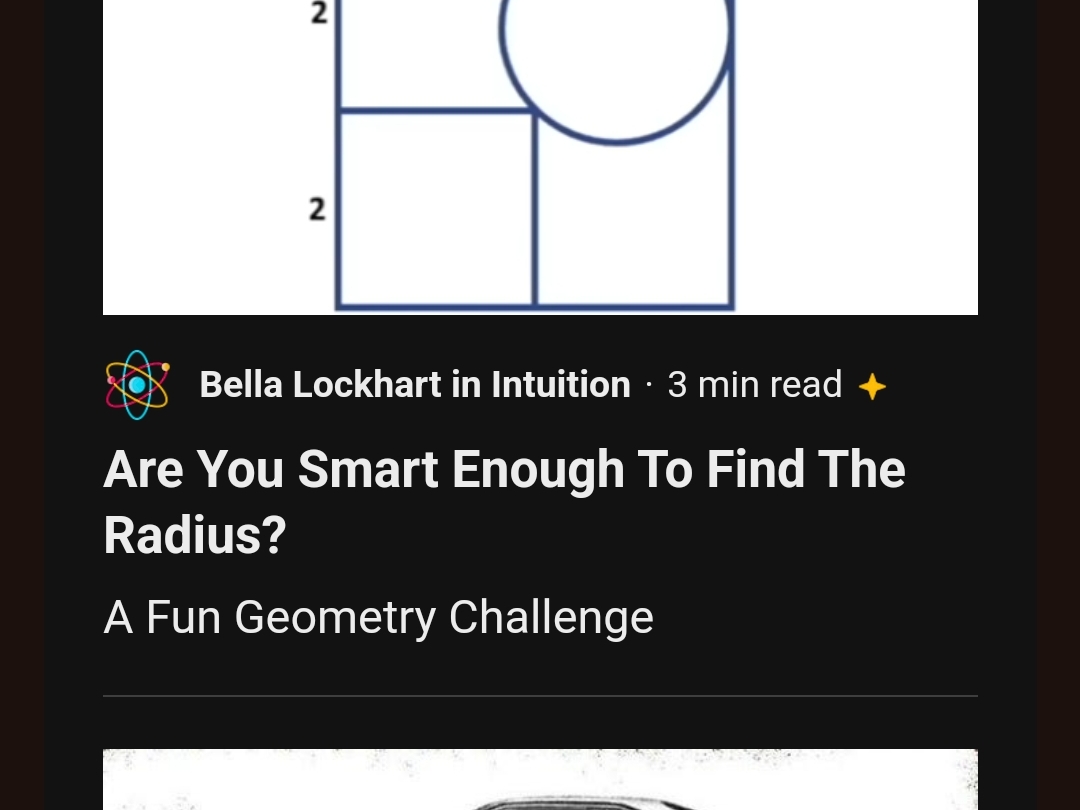 2
2
Bella Lockhart in Intuition · 3 min read
Are You Smart Enough To Find The
Radius?
A Fun Geometry Challenge